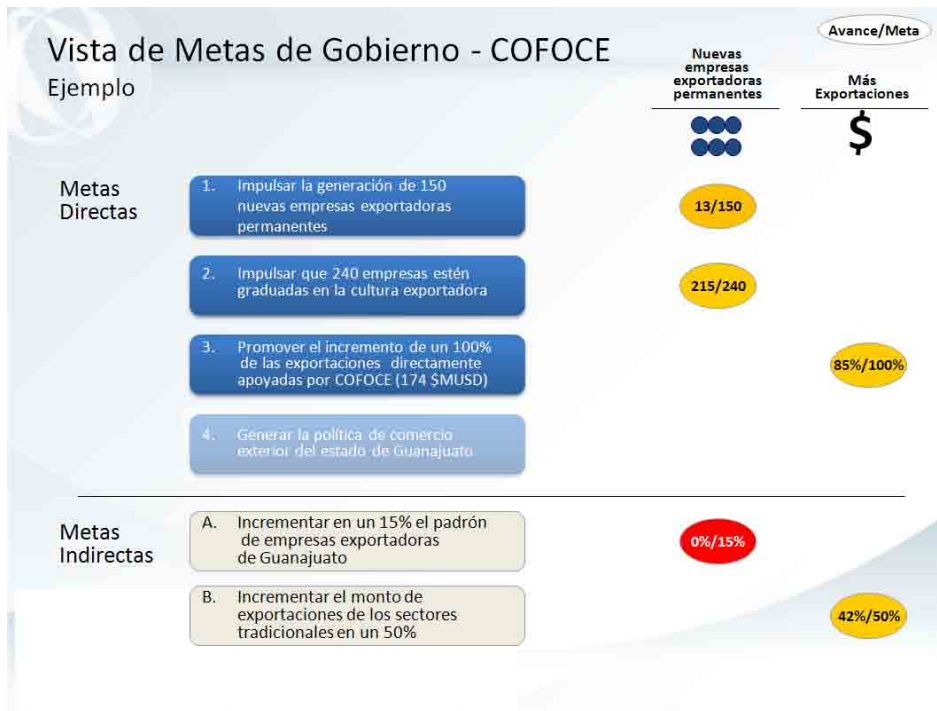 Avance/Meta
Vista de Metas de Gobierno - COFOCE
Ejemplo
Nuevas
empresas
exportadoras
permanentes
Más
Exportaciones
$
Metas
Directas
1. Impulsar la generación de 150
nuevas empresas exportadoras
permanentes
13/150
2. Impulsar que 240 empresas estén
graduadas en la cultura exportadora
215/240
3. Promover el incremento de un 100%
de las exportaciones directamente
apoyadas por COFOCE (174 $MUSD)
85%/100%
4. Generar la política de comercio
exterior del estado de Guanajuato
Metas
Indirectas
A. Incrementar en un 15% el padrón
de empresas exportadoras
de Guanajuato
0%/15%
B. Incrementar el monto de
exportaciones de los sectores
tradicionales en un 50%
42%/50%